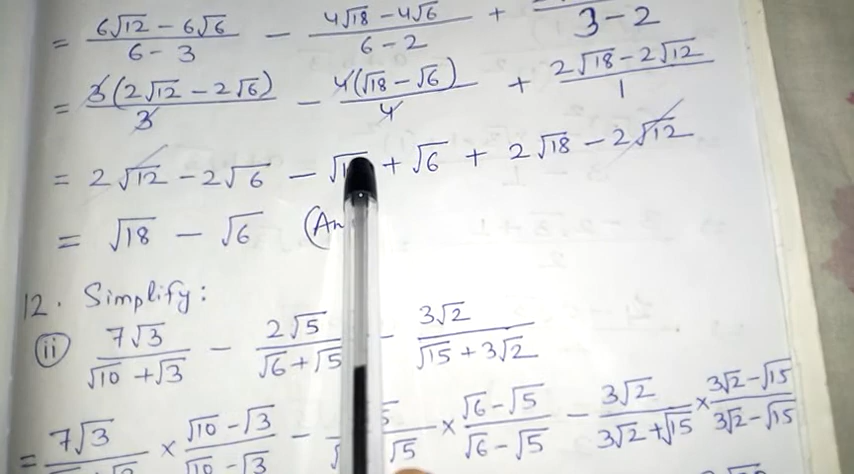 = (6√12 − 6√6)/(6 − 3) − (4√18 − 4√6)/(6 − 2) + /(3 − 2)
= 3(2√12 − 2√6)/3 − 4(√18 − √6)/4 + (2√18 − 2√12)/1
= 2√12 − 2√6 − √ + √6 + 2√18 − 2√12
= √18 − √6 (An
12. Simplify:
(ii) 7√3/(√10 + √3) − 2√5/(√6 + √5 − 3√2/(√15 + 3√2)
= 7√3/ × (√10 − √3)/(√10 − √3) − /√5 × (√6 − √5)/(√6 − √5) − 3√2/(3√2 + √15) × (3√2 − √15)/(3√2 − √15)